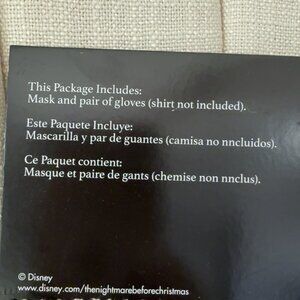 This Package Includes:
Mask and pair of gloves (shirt not included).
Este Paquete Incluye:
Mascarilla y par de guantes (camisa no nncluidos).
Ce Paquet contient:
Masque et paire de gants (chemise non nnclus).
© Disney
www.disney.com/thenightmarebeforechristmas